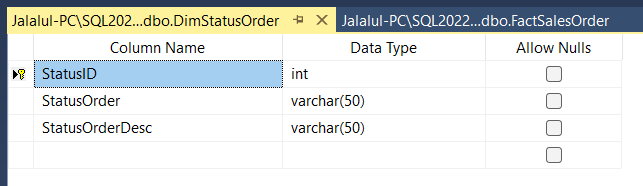 Jalalul-PC\SQL202...dbo.DimStatusOrder Jalalul-PC\SQL2022...dbo.FactSalesOrder
Column Name Data Type Allow Nulls
StatusID int
StatusOrder varchar(50)
StatusOrderDesc varchar(50)